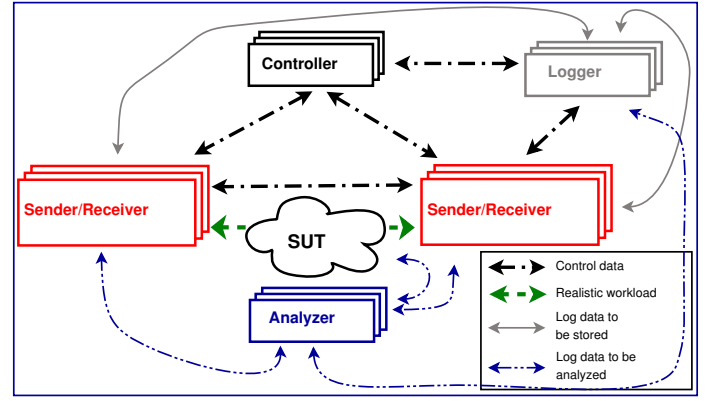 Controller
Logger
Sender/Receiver
Sender/Receiver
SUT
Analyzer
Control data
Realistic workload
Log data to
be stored
Log data to be
analyzed